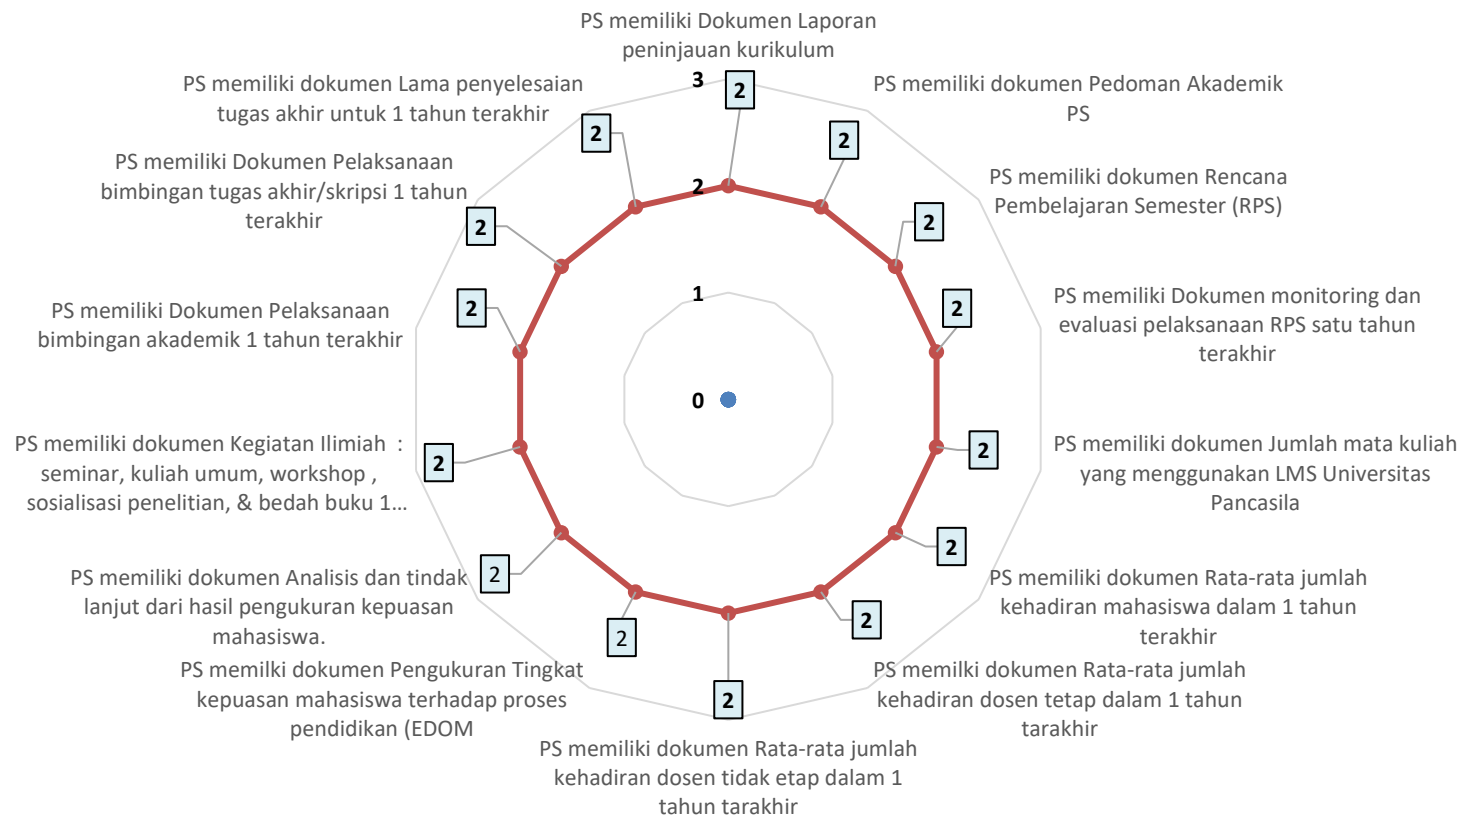 PS memiliki Dokumen Laporan
peninjauan kurikulum
PS memiliki dokumen Pedoman Akademik
PS
PS memiliki dokumen Rencana
Pembelajaran Semester (RPS)
PS memiliki Dokumen monitoring dan
evaluasi pelaksanaan RPS satu tahun
terakhir
PS memiliki dokumen Jumlah mata kuliah
yang menggunakan LMS Universitas
Pancasila
PS memiliki dokumen Rata-rata jumlah
kehadiran mahasiswa dalam 1 tahun
terakhir
PS memilki dokumen Rata-rata jumlah
kehadiran dosen tetap dalam 1 tahun
tarakhir
PS memiliki dokumen Rata-rata jumlah
kehadiran dosen tidak etap dalam 1
tahun tarakhir
PS memilki dokumen Pengukuran Tingkat
kepuasan mahasiswa terhadap proses
pendidikan (EDOM
PS memiliki dokumen Analisis dan tindak
lanjut dari hasil pengukuran kepuasan
mahasiswa.
PS memiliki dokumen Kegiatan Ilimiah :
seminar, kuliah umum, workshop ,
sosialisasi penelitian, & bedah buku 1…
PS memiliki Dokumen Pelaksanaan
bimbingan akademik 1 tahun terakhir
PS memiliki Dokumen Pelaksanaan
bimbingan tugas akhir/skripsi 1 tahun
terakhir
PS memiliki dokumen Lama penyelesaian
tugas akhir untuk 1 tahun terakhir
3
2
1
0
2
2
2
2
2
2
2
2
2
2
2
2
2
2